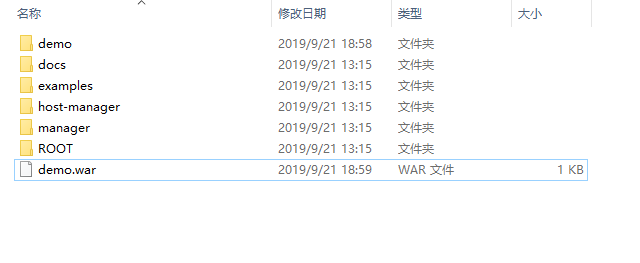 名称 修改日期 类型 大小
demo 2019/9/21 18:58 文件夹
docs 2019/9/21 13:15 文件夹
examples 2019/9/21 13:15 文件夹
host-manager 2019/9/21 13:15 文件夹
manager 2019/9/21 13:15 文件夹
ROOT 2019/9/21 13:15 文件夹
demo.war 2019/9/21 18:59 WAR 文件 1 KB